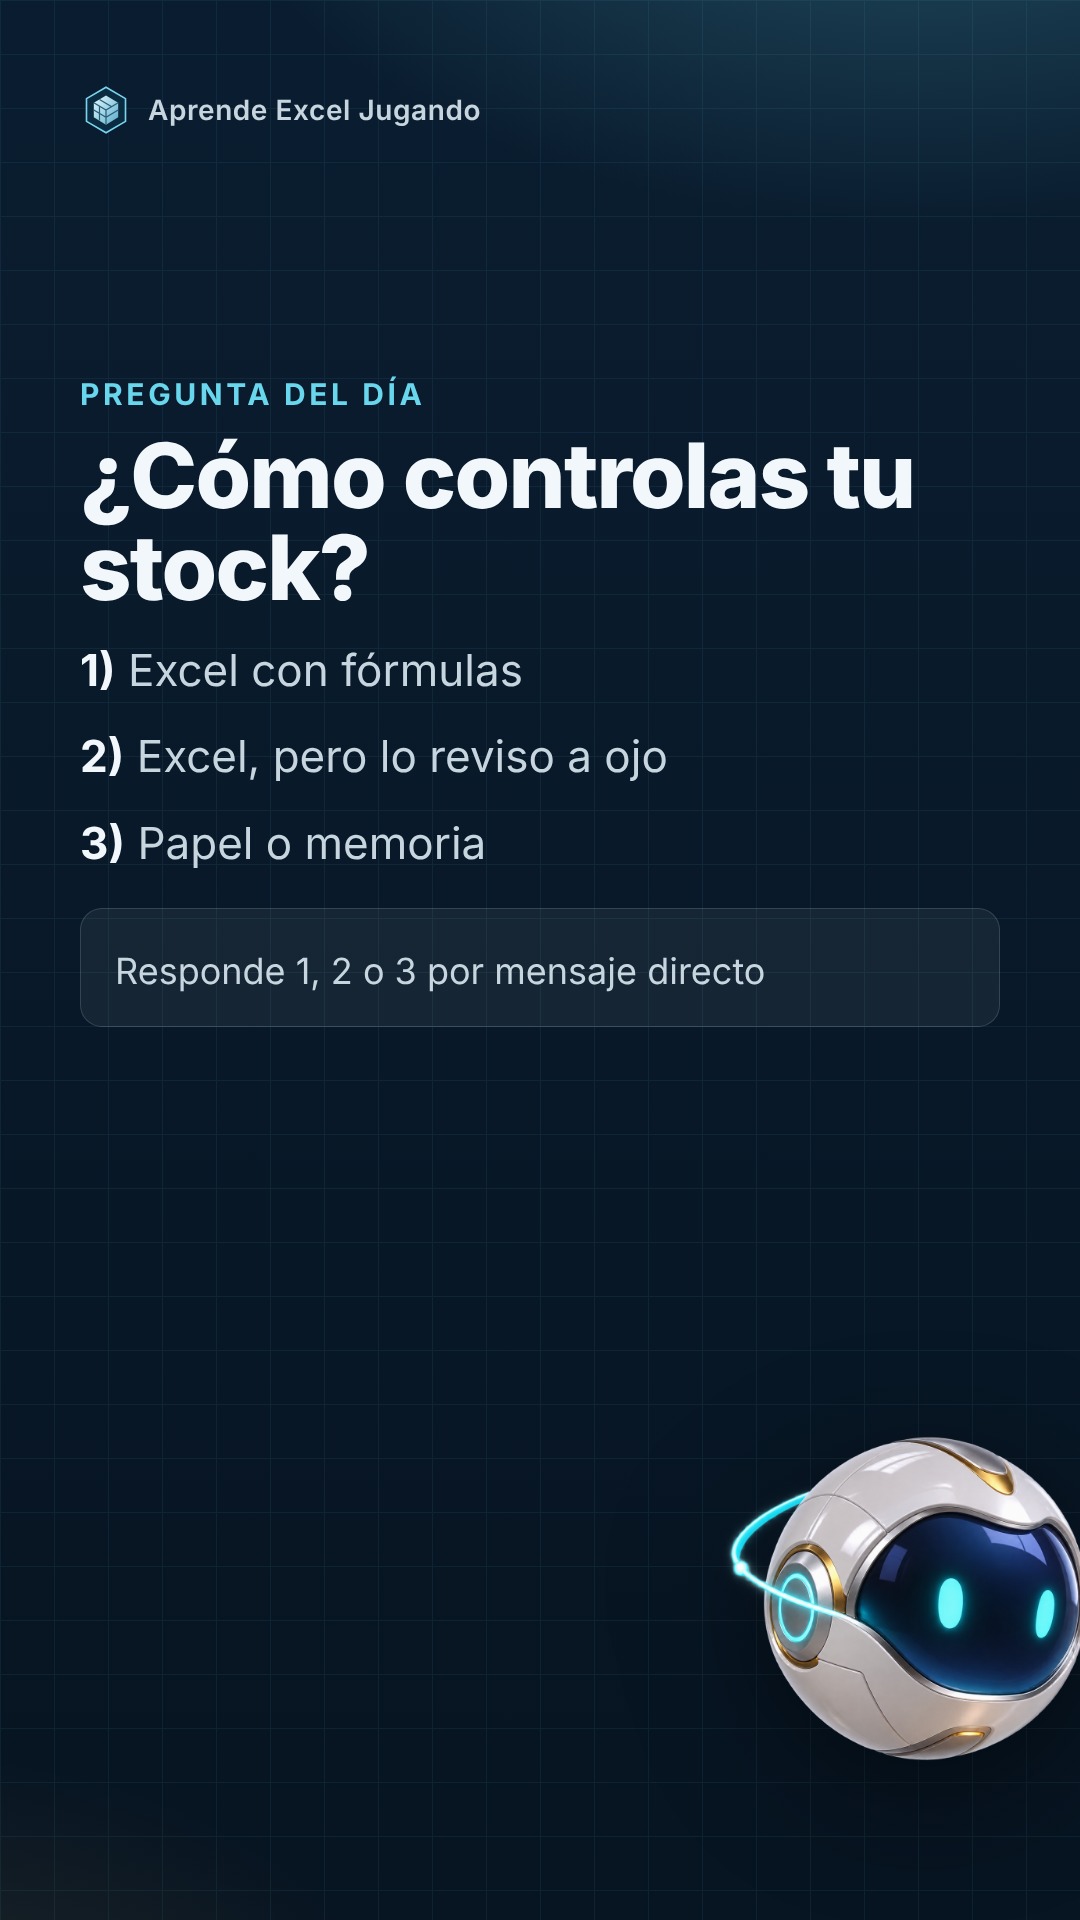 Aprende Excel Jugando
PREGUNTA DEL DÍA
¿Cómo controlas tu
stock?
1) Excel con fórmulas
2) Excel, pero lo reviso a ojo
3) Papel o memoria
Responde 1, 2 o 3 por mensaje directo